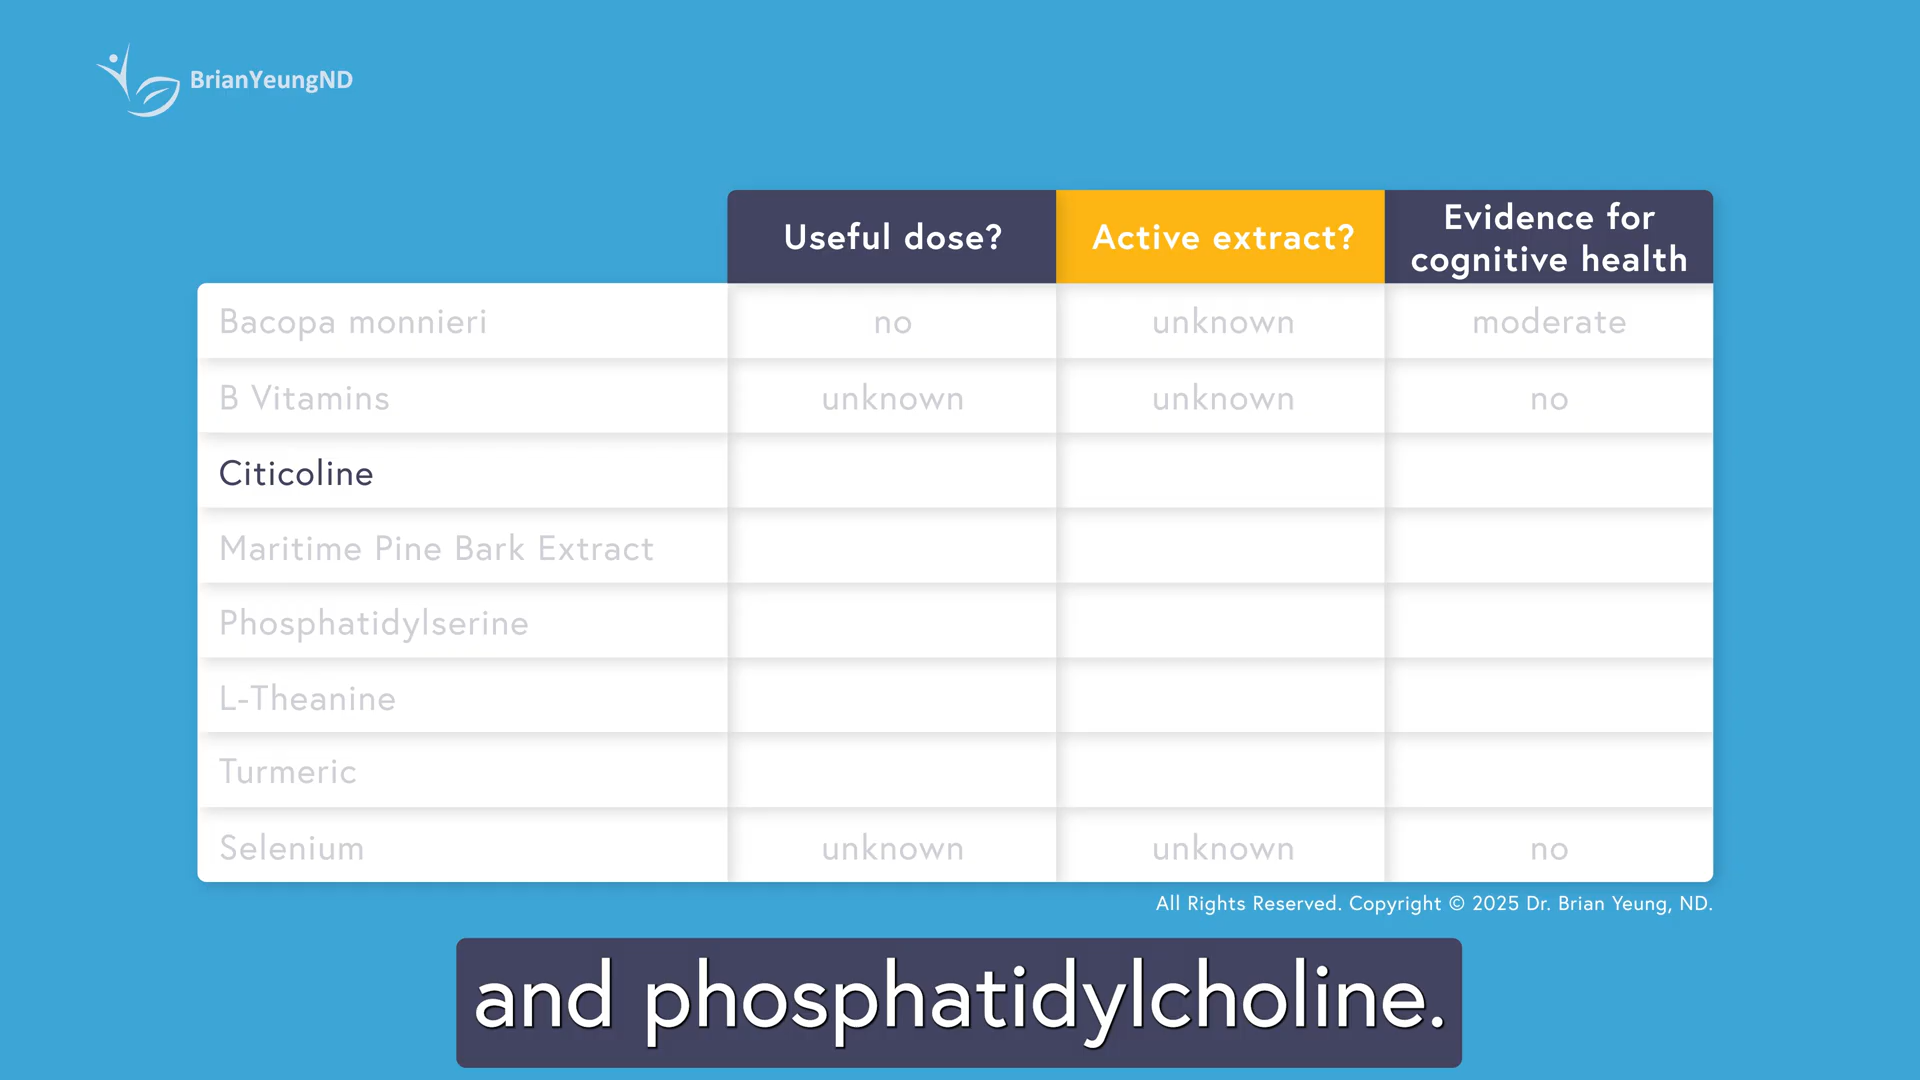 BrianYeungND
Useful dose? Active extract? Evidence for cognitive health
Bacopa monnieri no unknown moderate
B Vitamins unknown unknown no
Citicoline
Maritime Pine Bark Extract
Phosphatidylserine
L-Theanine
Turmeric
Selenium unknown unknown no
All Rights Reserved. Copyright © 2025 Dr. Brian Yeung, ND.
and phosphatidylcholine.